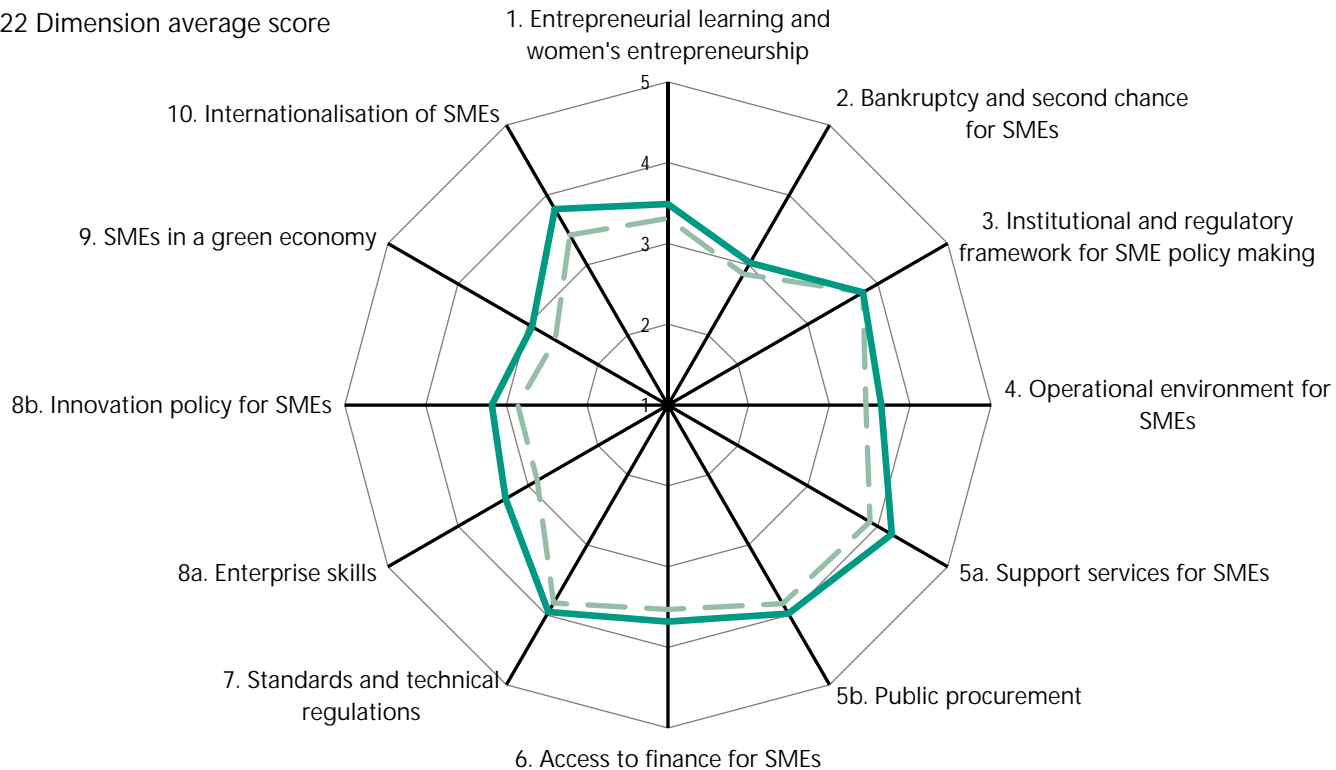 22 Dimension average score
1. Entrepreneurial learning and
women's entrepreneurship
2. Bankruptcy and second chance
for SMEs
3. Institutional and regulatory
framework for SME policy making
4. Operational environment for
SMEs
5a. Support services for SMEs
5b. Public procurement
6. Access to finance for SMEs
7. Standards and technical
regulations
8a. Enterprise skills
8b. Innovation policy for SMEs
9. SMEs in a green economy
10. Internationalisation of SMEs
5
4
3
2
1